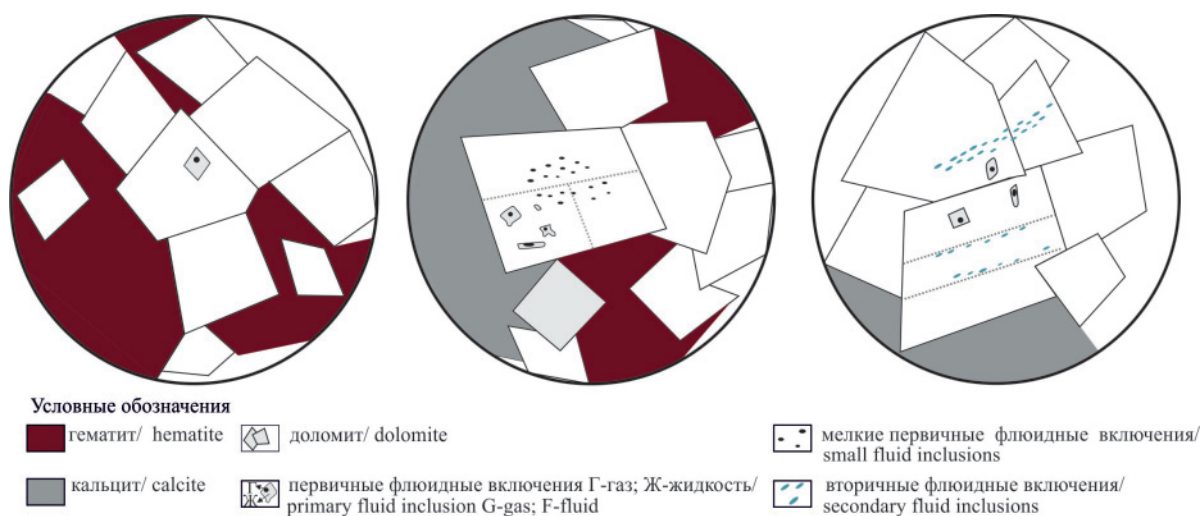 Условные обозначения
гематит/ hematite
доломит/ dolomite
мелкие первичные флюидные включения/
small fluid inclusions
кальцит/ calcite
Г
Ж
первичные флюидные включения Г-газ; Ж-жидкость/
primary fluid inclusion G-gas; F-fluid
вторичные флюидные включения/
secondary fluid inclusions